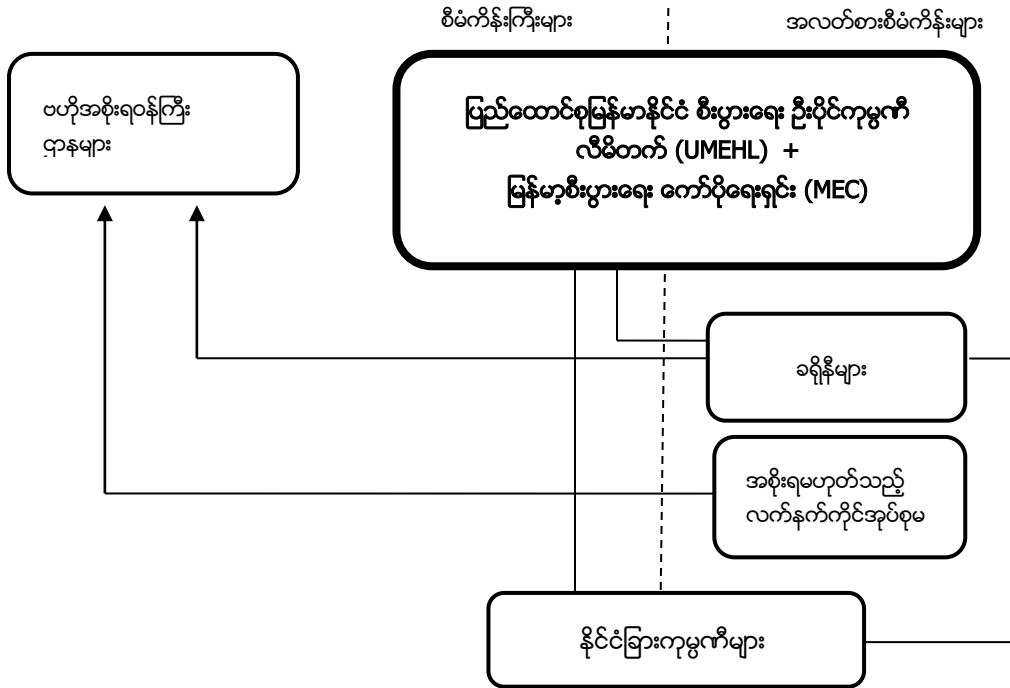 စီမံကိန်းကြီးများ
အလတ်စားစီမံကိန်းများ
ဗဟိုအစိုးရဝန်ကြီး
ဌာနများ
ပြည်ထောင်စုမြန်မာနိုင်ငံ စီးပွားရေး ဦးပိုင်ကုမ္ပဏီ
လီမိတက် (UMEHL) +
မြန်မာ့စီးပွားရေး ကော်ပိုရေးရှင်း (MEC)
ခရိုနီများ
အစိုးရမဟုတ်သည့်
လက်နက်ကိုင်အုပ်စုမ
နိုင်ငံခြားကုမ္ပဏီများ